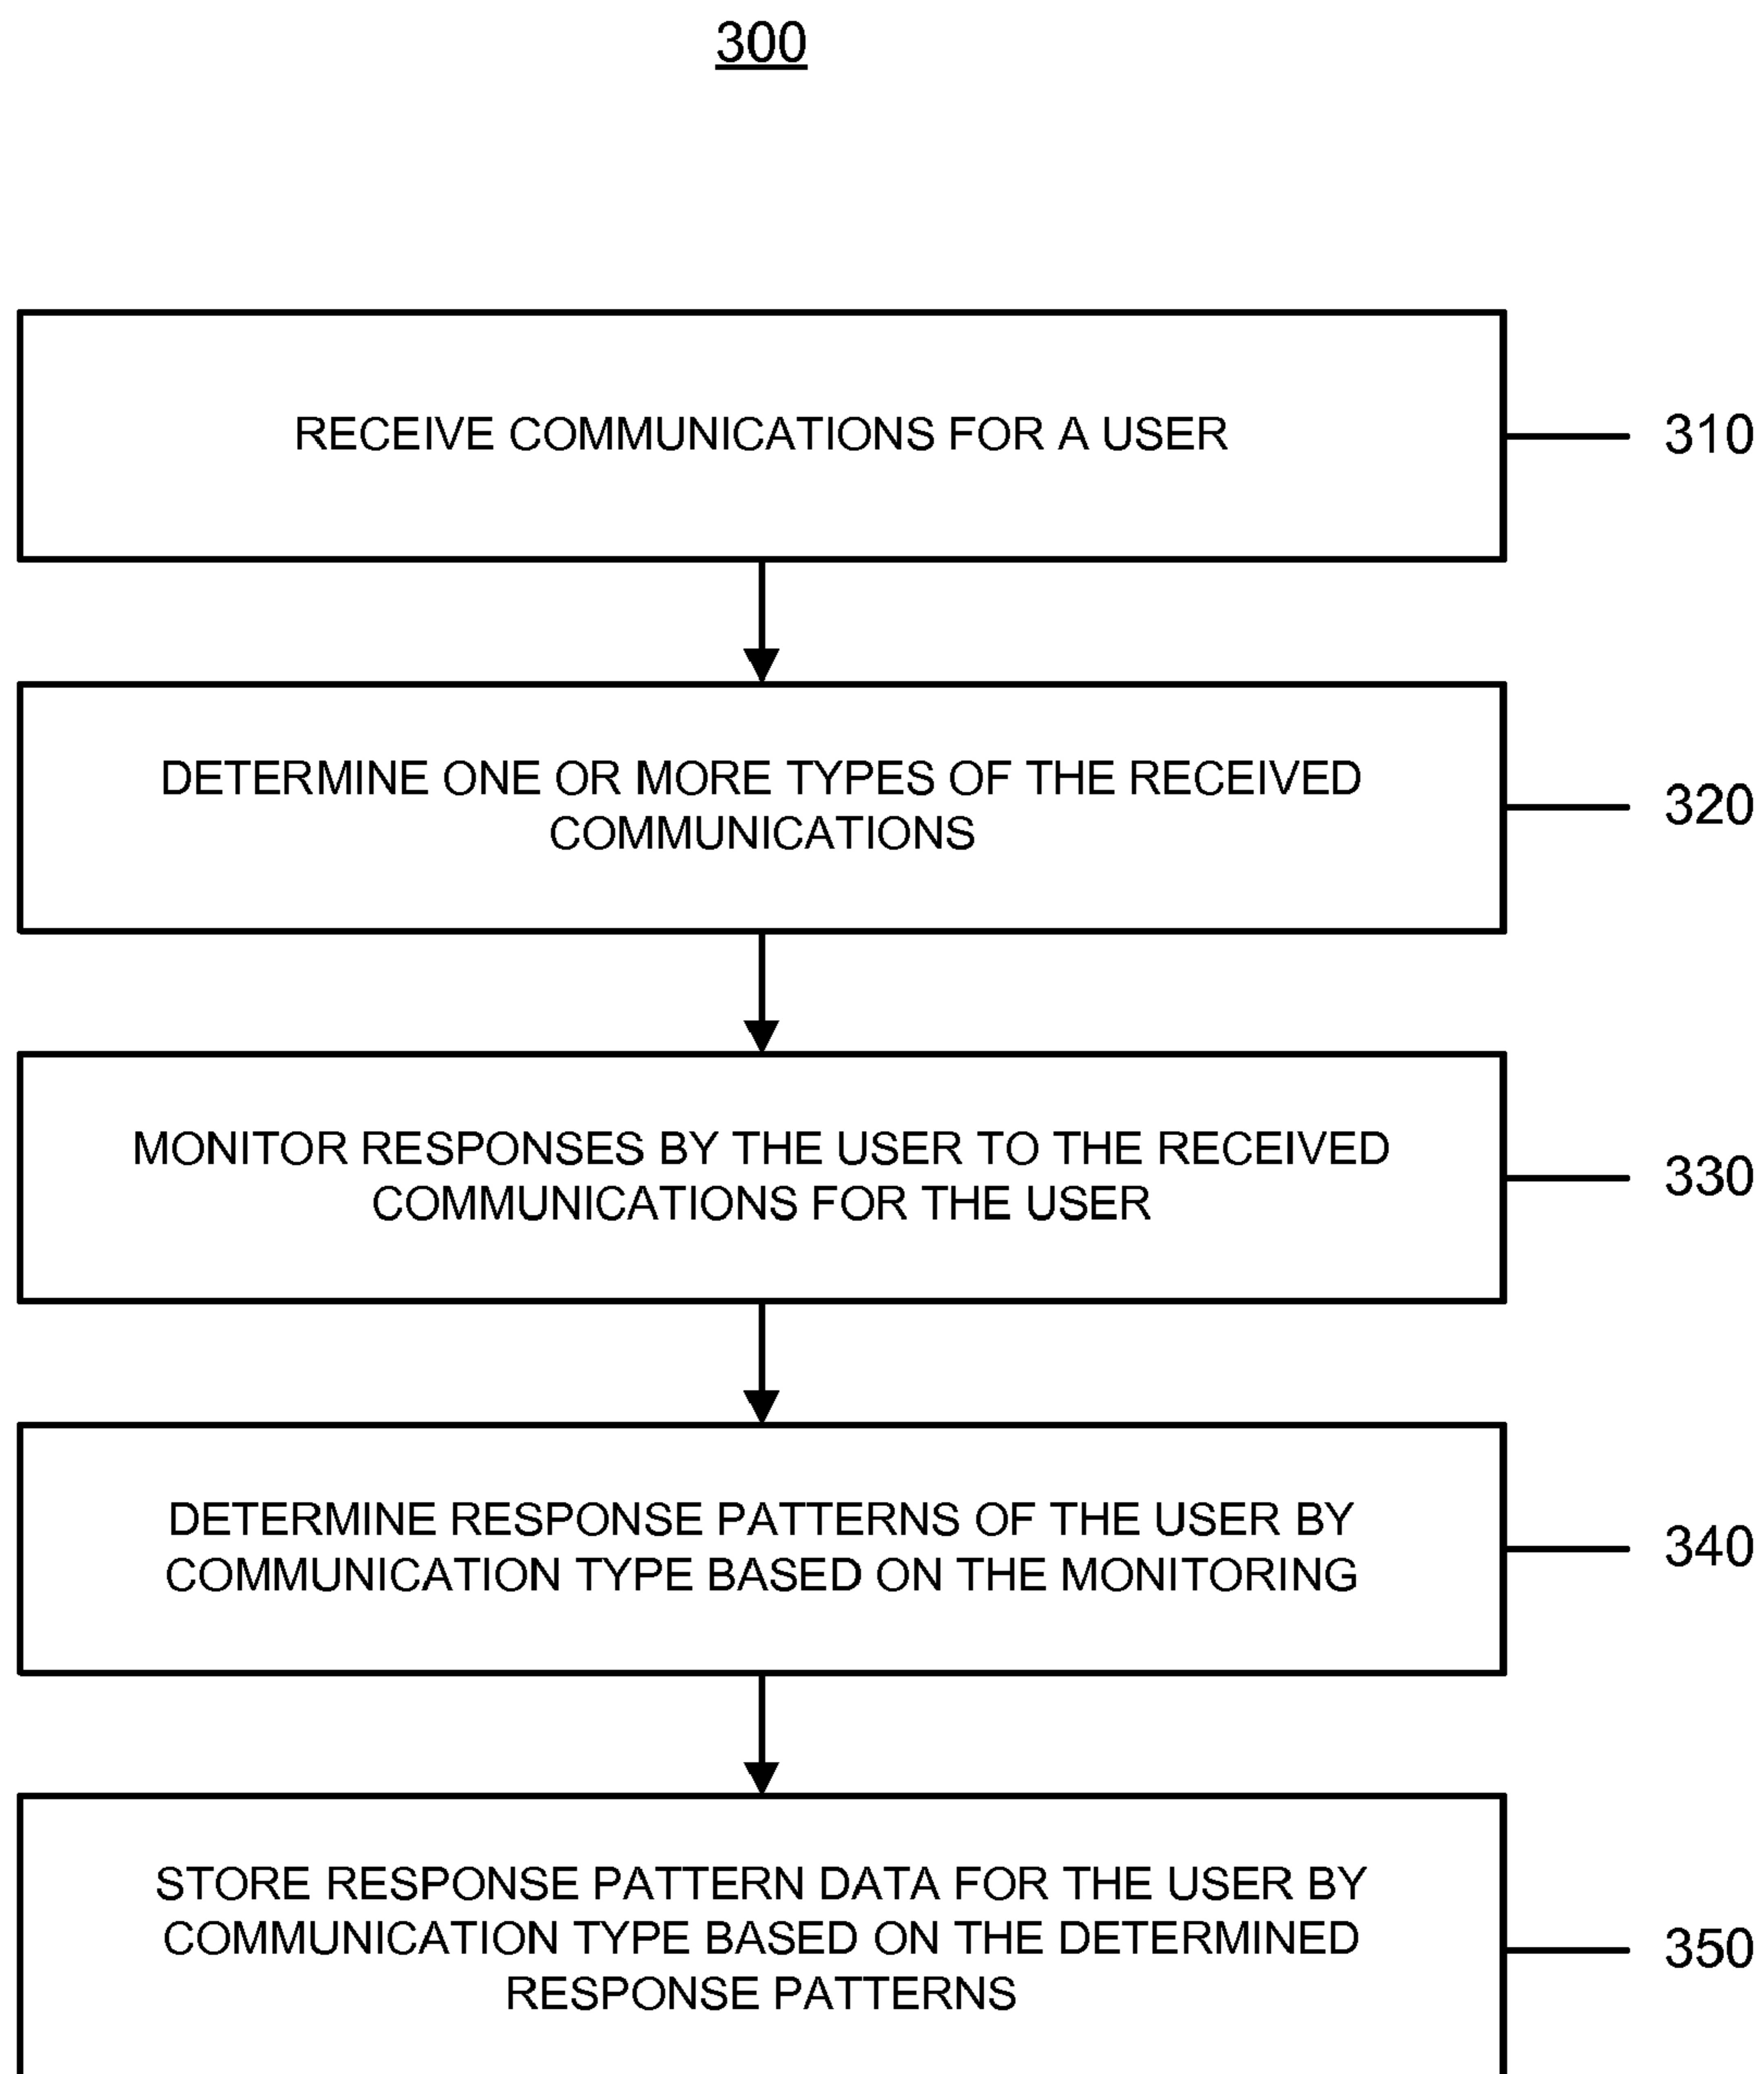 300
RECEIVE COMMUNICATIONS FOR A USER
310
DETERMINE ONE OR MORE TYPES OF THE RECEIVED
COMMUNICATIONS
320
MONITOR RESPONSES BY THE USER TO THE RECEIVED
COMMUNICATIONS FOR THE USER
330
DETERMINE RESPONSE PATTERNS OF THE USER BY
COMMUNICATION TYPE BASED ON THE MONITORING
340
STORE RESPONSE PATTERN DATA FOR THE USER BY
COMMUNICATION TYPE BASED ON THE DETERMINED
RESPONSE PATTERNS
350